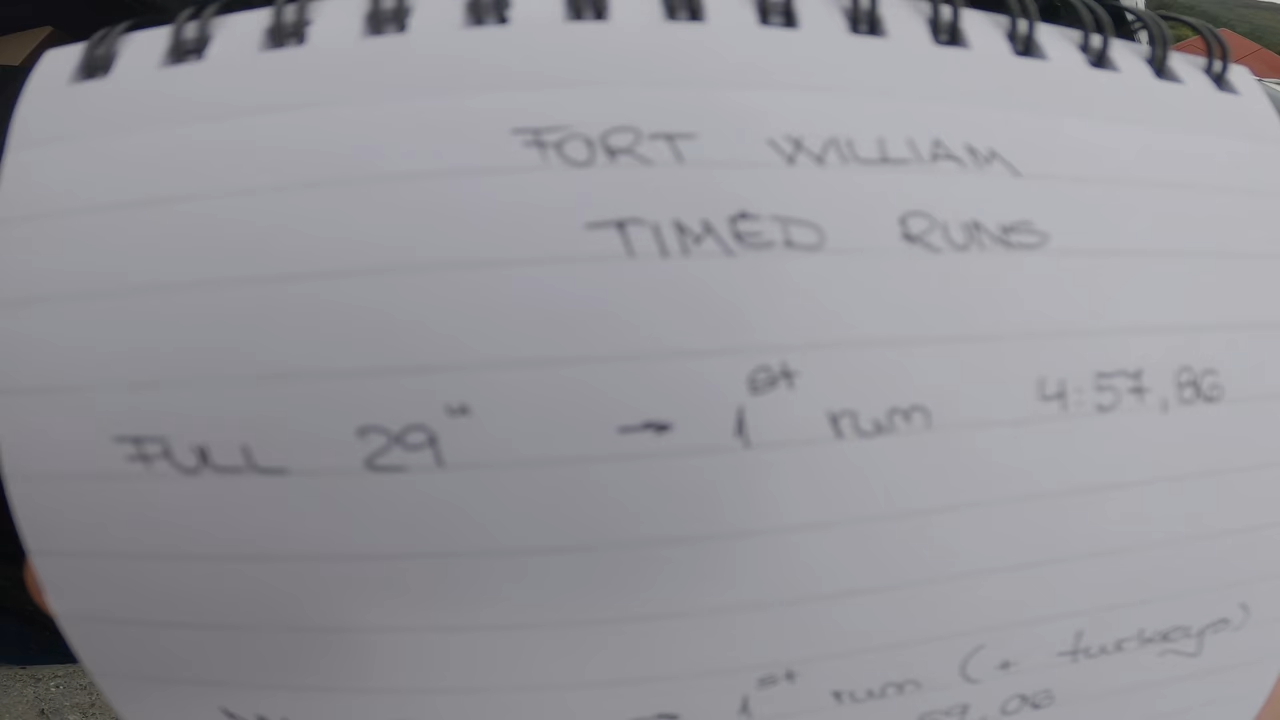 FORT WILLIAM
TIMED RUNS
FULL 29" → 1st run 4:57,86
1st run (+ turkeys)